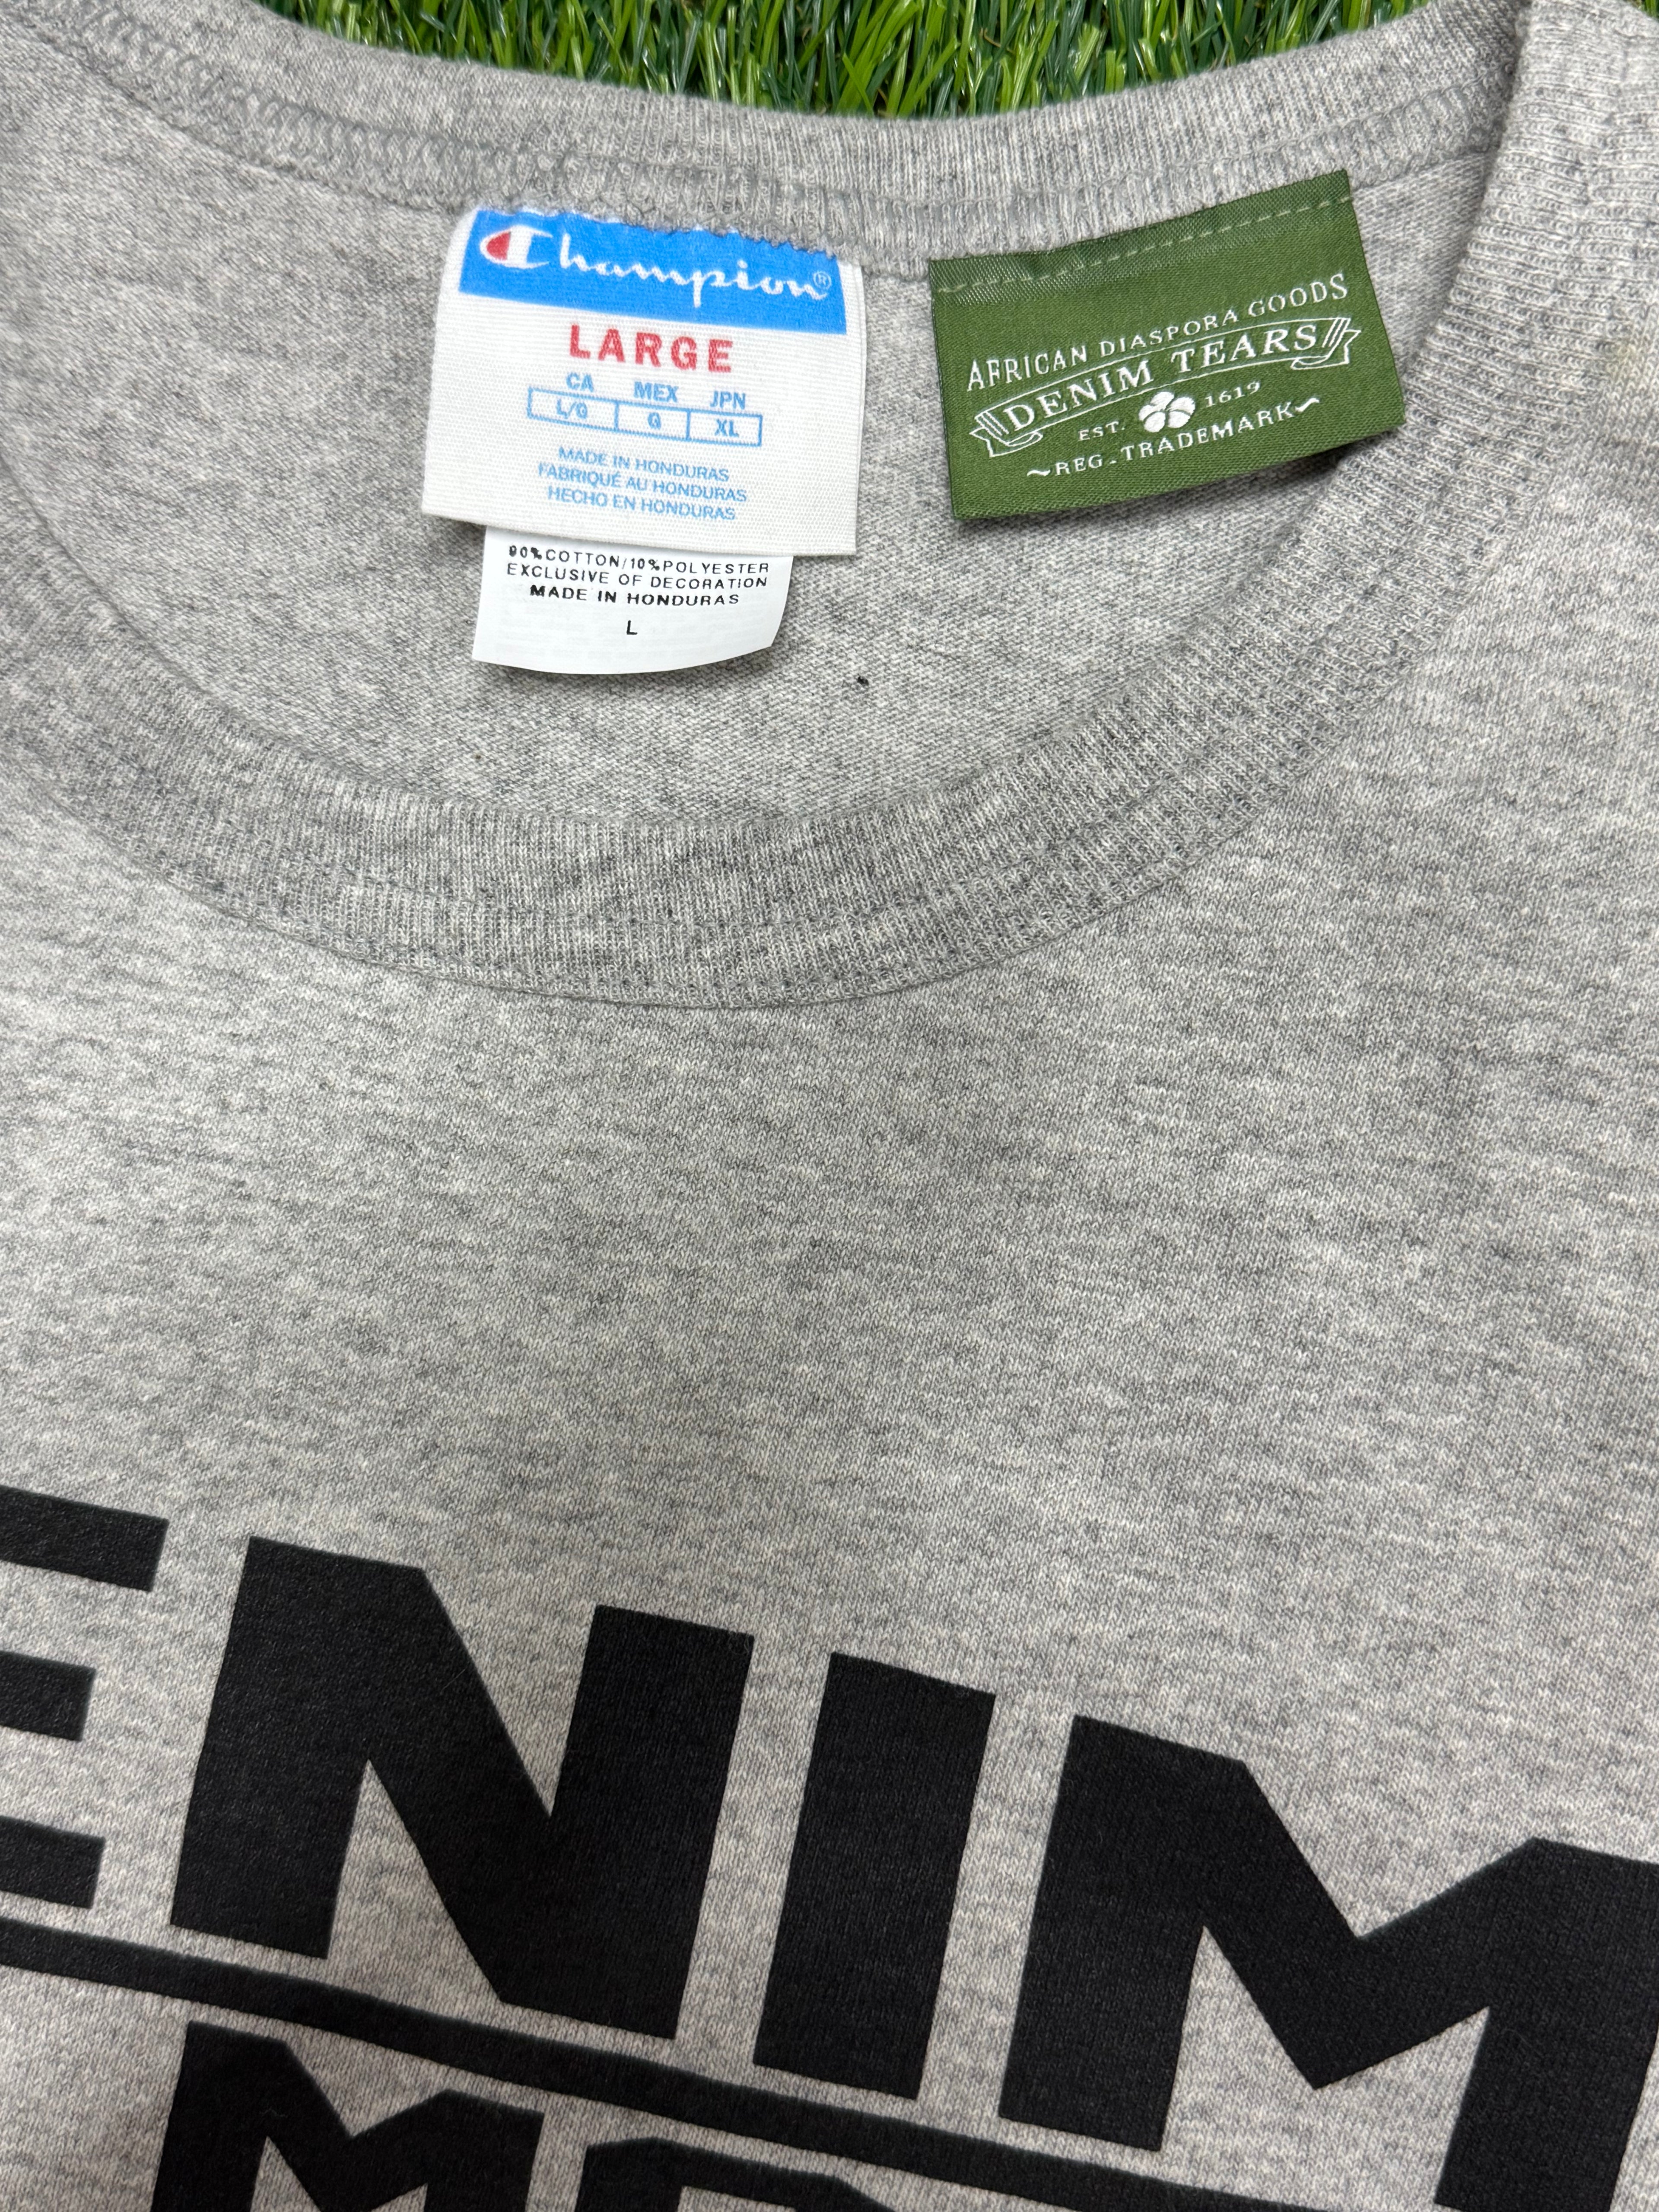 Champion®
LARGE
CA MEX JPN
L/G G XL
MADE IN HONDURAS
FABRIQUÉ AU HONDURAS
HECHO EN HONDURAS
90%COTTON/10%POLYESTER
EXCLUSIVE OF DECORATION
MADE IN HONDURAS
L
AFRICAN DIASPORA GOODS
DENIM TEARS
EST. 1619
~REG. TRADEMARK~
ENIM